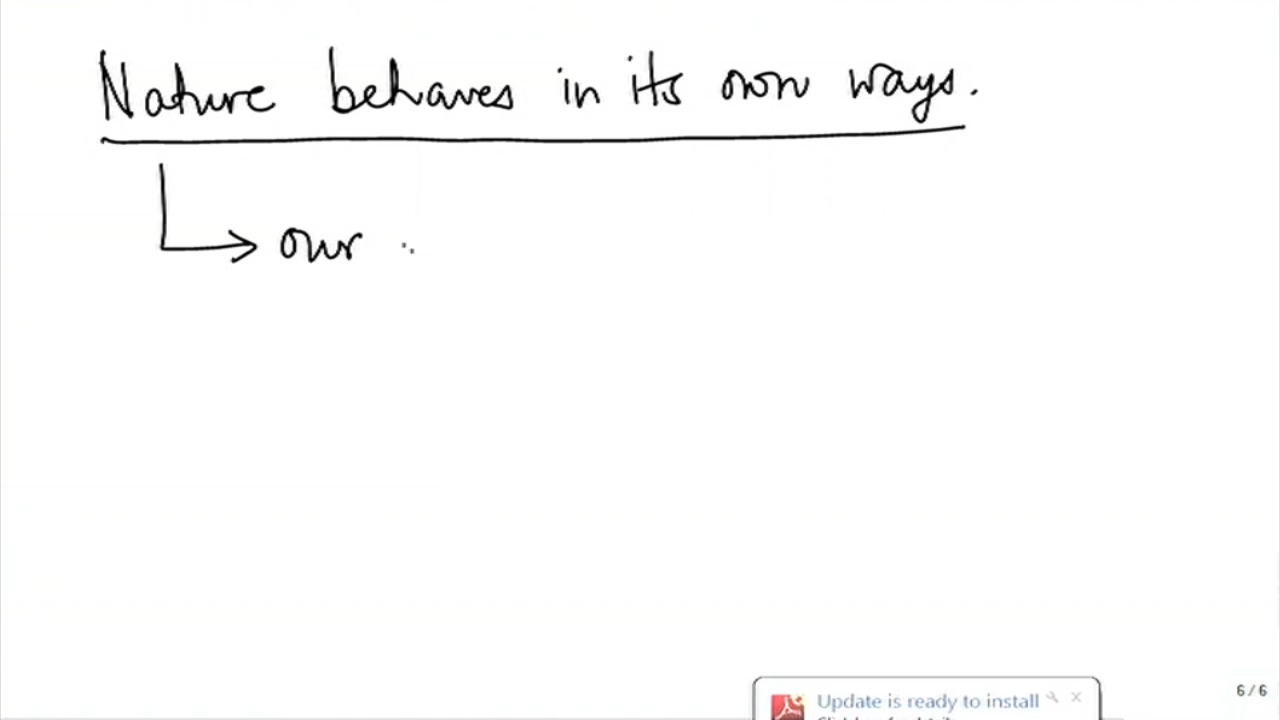 Nature behaves in its own ways.
our
Update is ready to install
6/6